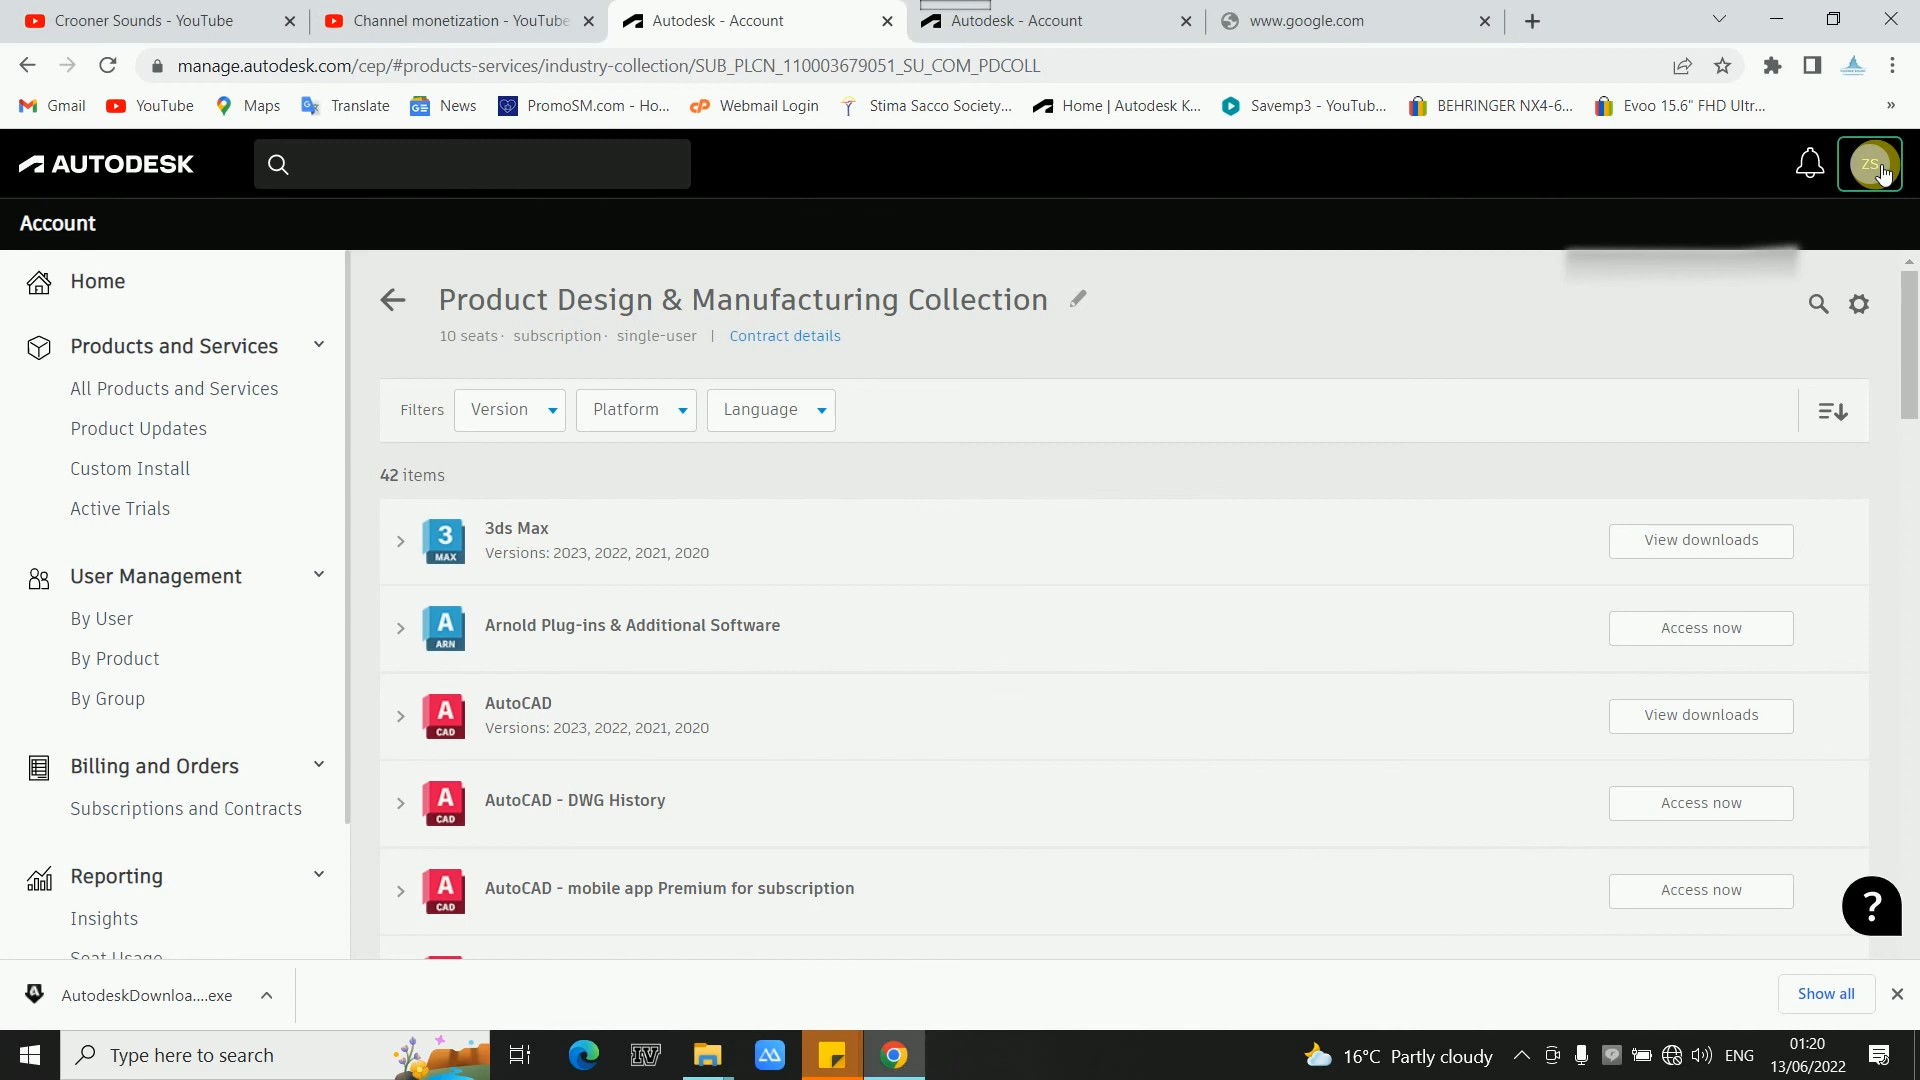 Crooner Sounds - YouTube
Channel monetization - YouTube
Autodesk - Account
Autodesk - Account
www.google.com
manage.autodesk.com/cep/#products-services/industry-collection/SUB_PLCN_110003679051_SU_COM_PDCOLL
Gmail
YouTube
Maps
Translate
News
PromoSM.com - Ho...
Webmail Login
Stima Sacco Society...
Home | Autodesk K...
Savemp3 - YouTub...
BEHRINGER NX4-6...
Evoo 15.6" FHD Ultr...
»
AUTODESK
ZS
Account
Home
Products and Services
All Products and Services
Product Updates
Custom Install
Active Trials
User Management
By User
By Product
By Group
Billing and Orders
Subscriptions and Contracts
Reporting
Insights
Seat Usage
Product Design & Manufacturing Collection
10 seats · subscription · single-user | Contract details
Filters
Version
Platform
Language
42 items
3 MAX
3ds Max
Versions: 2023, 2022, 2021, 2020
View downloads
A ARN
Arnold Plug-ins & Additional Software
Access now
A CAD
AutoCAD
Versions: 2023, 2022, 2021, 2020
View downloads
A CAD
AutoCAD - DWG History
Access now
A CAD
AutoCAD - mobile app Premium for subscription
Access now
?
AutodeskDownloa....exe
Show all
Type here to search
16°C Partly cloudy
ENG
01:20
13/06/2022